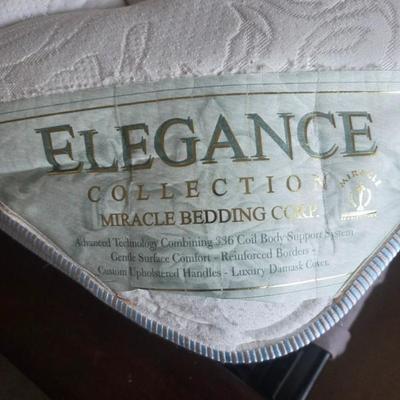 ELEGANCE
COLLECTION
MIRACLE BEDDING CORP.
MIRACLE
Advanced Technology Combining 336 Coil Body Support System
Gentle Surface Comfort - Reinforced Borders -
Custom Upholstered Handles - Luxury Damask Cover.